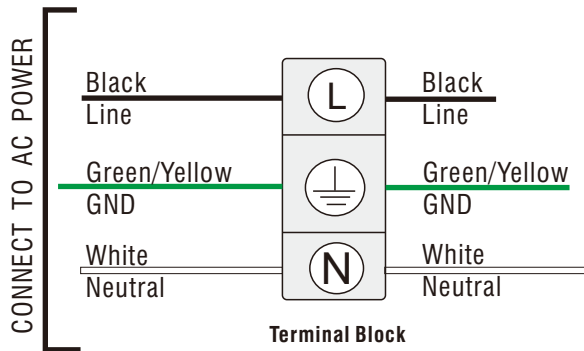 CONNECT TO AC POWER
Black
Line
L
Black
Line
Green/Yellow
GND
Green/Yellow
GND
White
Neutral
N
White
Neutral
Terminal Block